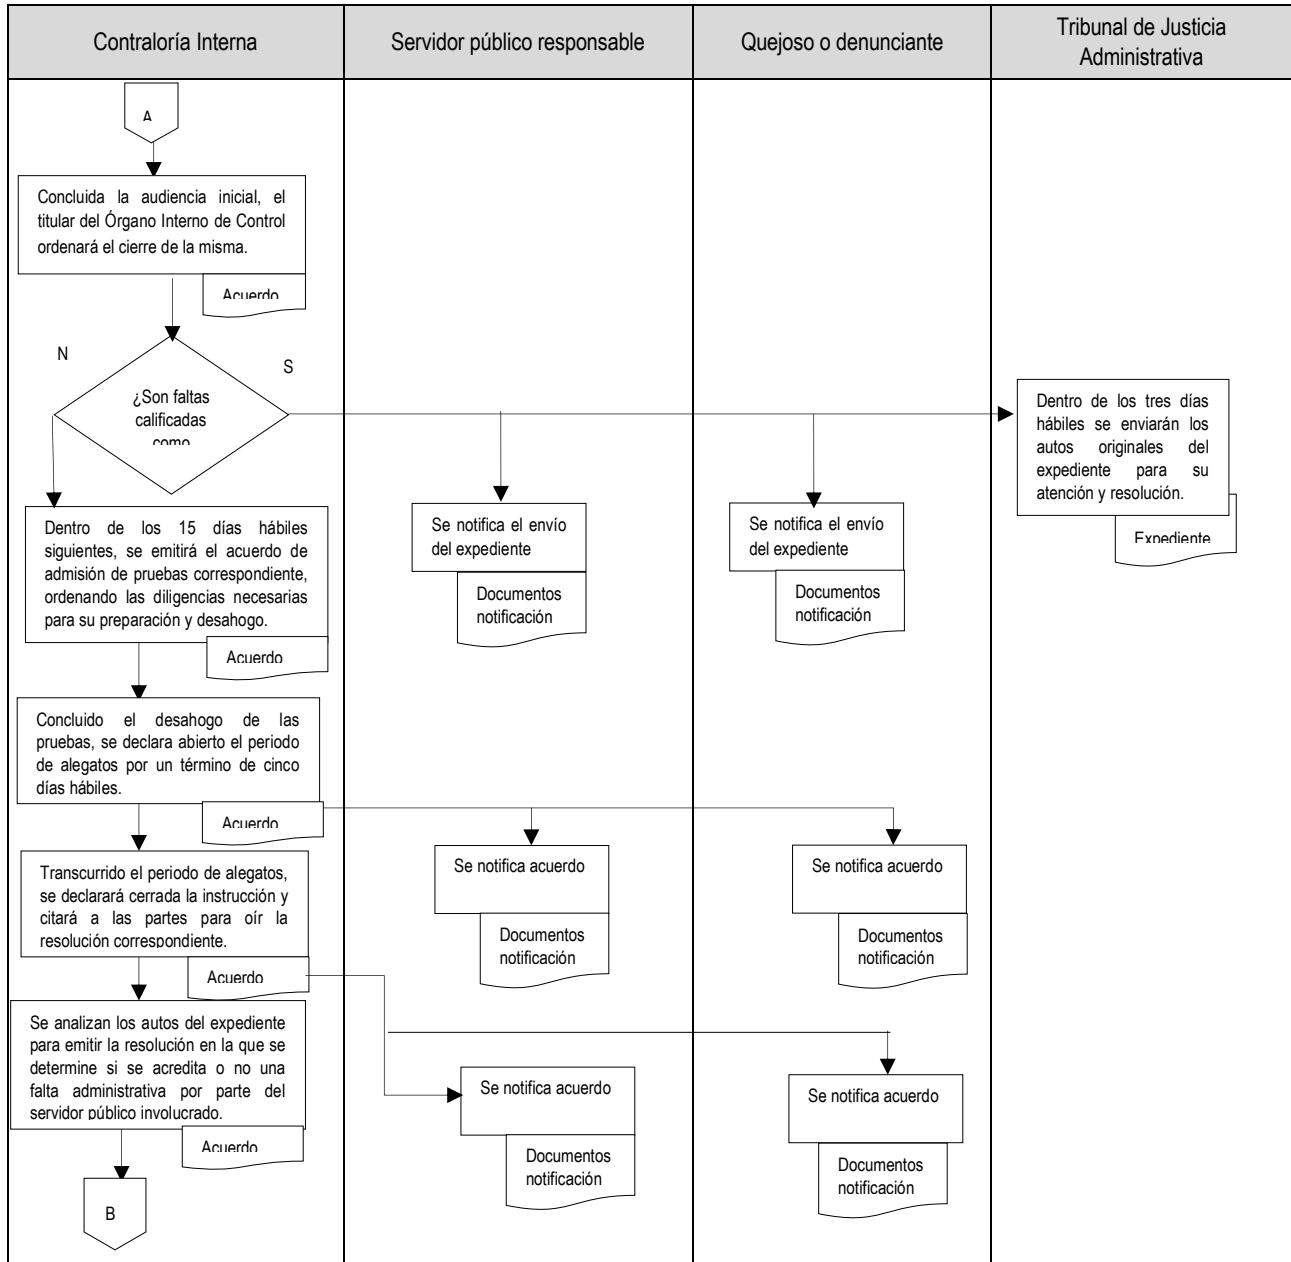 Contraloría Interna
Servidor público responsable
Quejoso o denunciante
Tribunal de Justicia
Administrativa
A
Concluida la audiencia inicial, el
titular del Órgano Interno de Control
ordenará el cierre de la misma.
Acuerdo
N
S
¿Son faltas
calificadas
como
Dentro de los tres días
hábiles se enviarán los
autos originales del
expediente para su
atención y resolución.
Expediente
Dentro de los 15 días hábiles
siguientes, se emitirá el acuerdo de
admisión de pruebas correspondiente,
ordenando las diligencias necesarias
para su preparación y desahogo.
Acuerdo
Se notifica el envío
del expediente
Documentos
notificación
Se notifica el envío
del expediente
Documentos
notificación
Concluido el desahogo de las
pruebas, se declara abierto el periodo
de alegatos por un término de cinco
días hábiles.
Acuerdo
Se notifica acuerdo
Documentos
notificación
Se notifica acuerdo
Documentos
notificación
Transcurrido el periodo de alegatos,
se declarará cerrada la instrucción y
citará a las partes para oír la
resolución correspondiente.
Acuerdo
Se notifica acuerdo
Documentos
notificación
Se notifica acuerdo
Documentos
notificación
Se analizan los autos del expediente
para emitir la resolución en la que se
determine si se acredita o no una
falta administrativa por parte del
servidor público involucrado.
Acuerdo
B